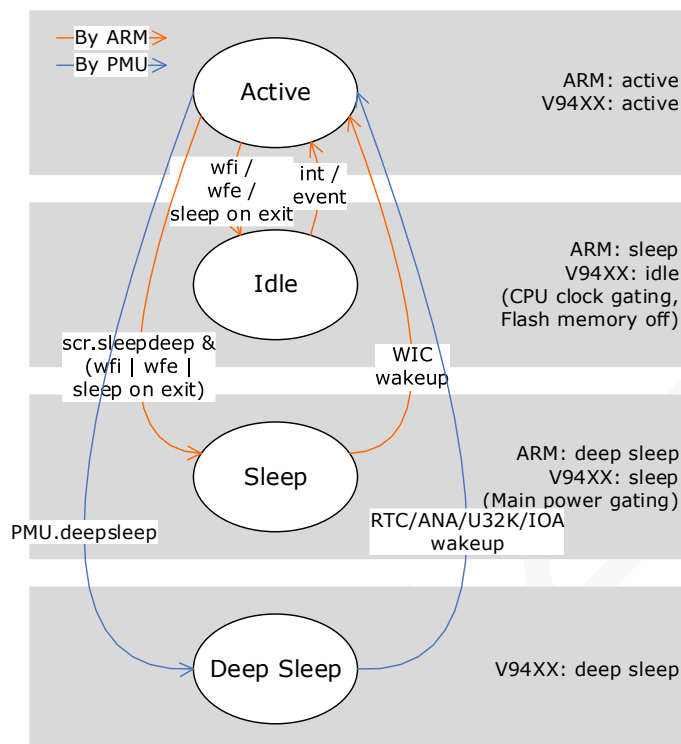 By ARM
By PMU
Active
ARM: active
V94XX: active
wfi /
wfe /
sleep on exit
int /
event
Idle
ARM: sleep
V94XX: idle
(CPU clock gating,
Flash memory off)
scr.sleepdeep &
(wfi | wfe |
sleep on exit)
WIC
wakeup
Sleep
ARM: deep sleep
V94XX: sleep
(Main power gating)
PMU.deepsleep
RTC/ANA/U32K/IOA
wakeup
Deep Sleep
V94XX: deep sleep